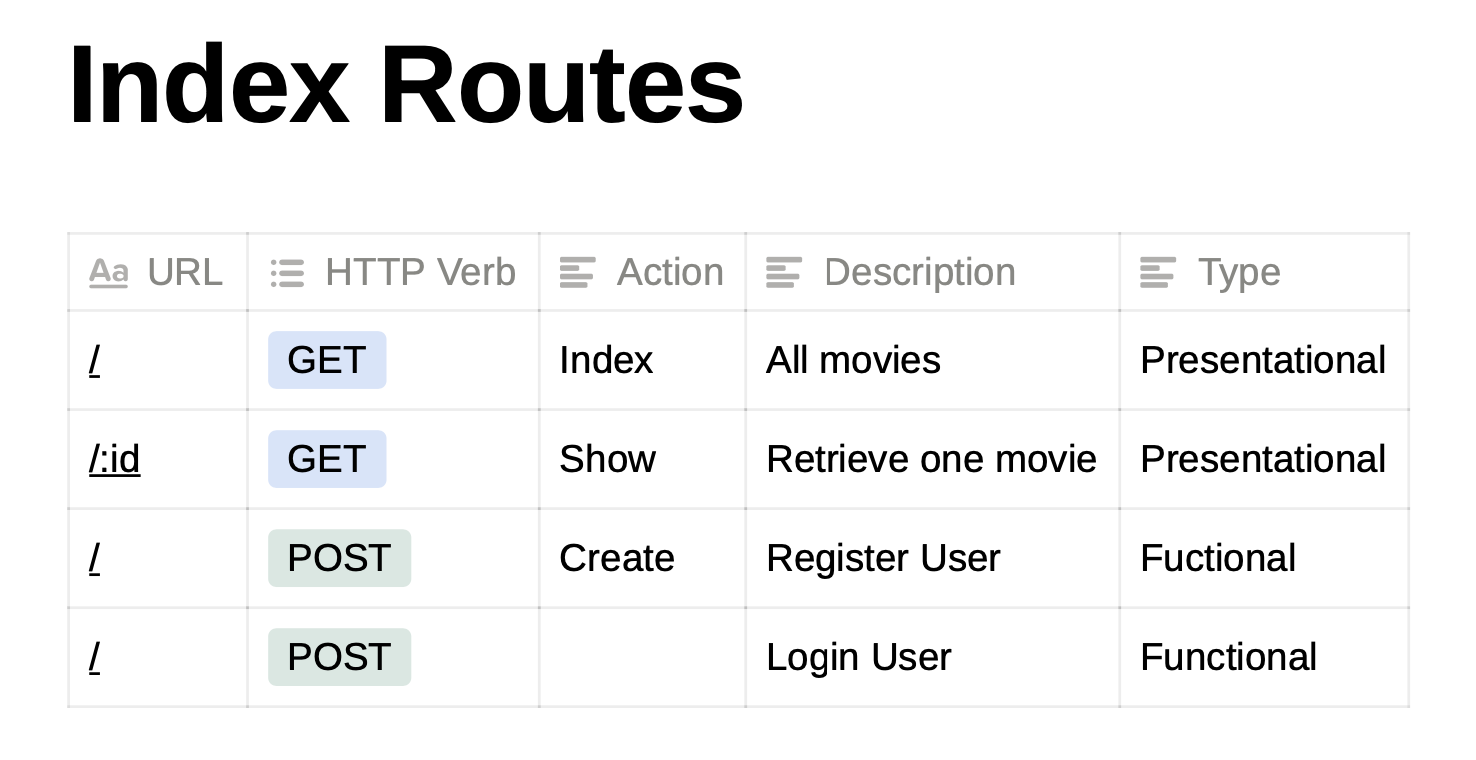 Index Routes
Aa URL HTTP Verb Action Description Type
/ GET Index All movies Presentational
/:id GET Show Retrieve one movie Presentational
/ POST Create Register User Fuctional
/ POST Login User Functional